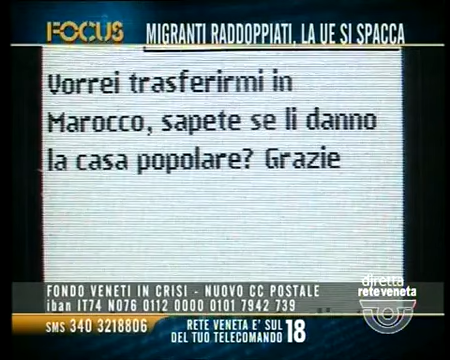 FOCUS
MIGRANTI RADDOPPIATI, LA UE SI SPACCA
Vorrei trasferirmi in
Marocco, sapete se li danno
la casa popolare? Grazie
diretta
reteveneta
FONDO VENETI IN CRISI - NUOVO CC POSTALE
iban IT74 N076 0112 0000 0101 7942 739
SMS 340 3218806
RETE VENETA E' SUL
DEL TUO TELECOMANDO 18